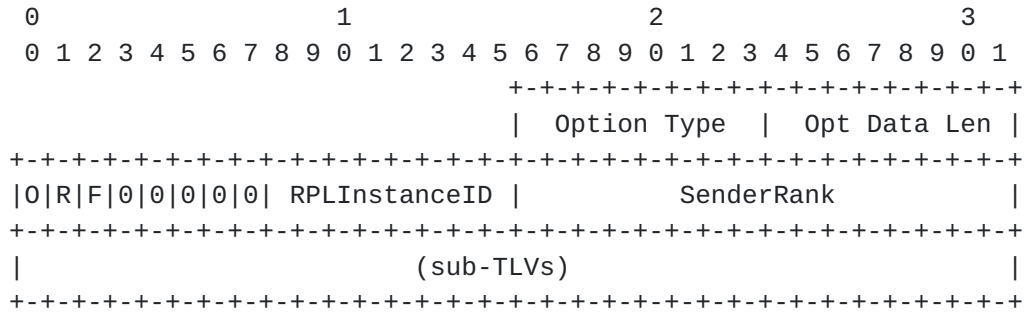 0                   1                   2                   3
 0 1 2 3 4 5 6 7 8 9 0 1 2 3 4 5 6 7 8 9 0 1 2 3 4 5 6 7 8 9 0 1
                                +-+-+-+-+-+-+-+-+-+-+-+-+-+-+-+-+
                                |  Option Type  |  Opt Data Len |
+-+-+-+-+-+-+-+-+-+-+-+-+-+-+-+-+-+-+-+-+-+-+-+-+-+-+-+-+-+-+-+-+
|O|R|F|0|0|0|0|0| RPLInstanceID |          SenderRank           |
+-+-+-+-+-+-+-+-+-+-+-+-+-+-+-+-+-+-+-+-+-+-+-+-+-+-+-+-+-+-+-+-+
|                         (sub-TLVs)                            |
+-+-+-+-+-+-+-+-+-+-+-+-+-+-+-+-+-+-+-+-+-+-+-+-+-+-+-+-+-+-+-+-+